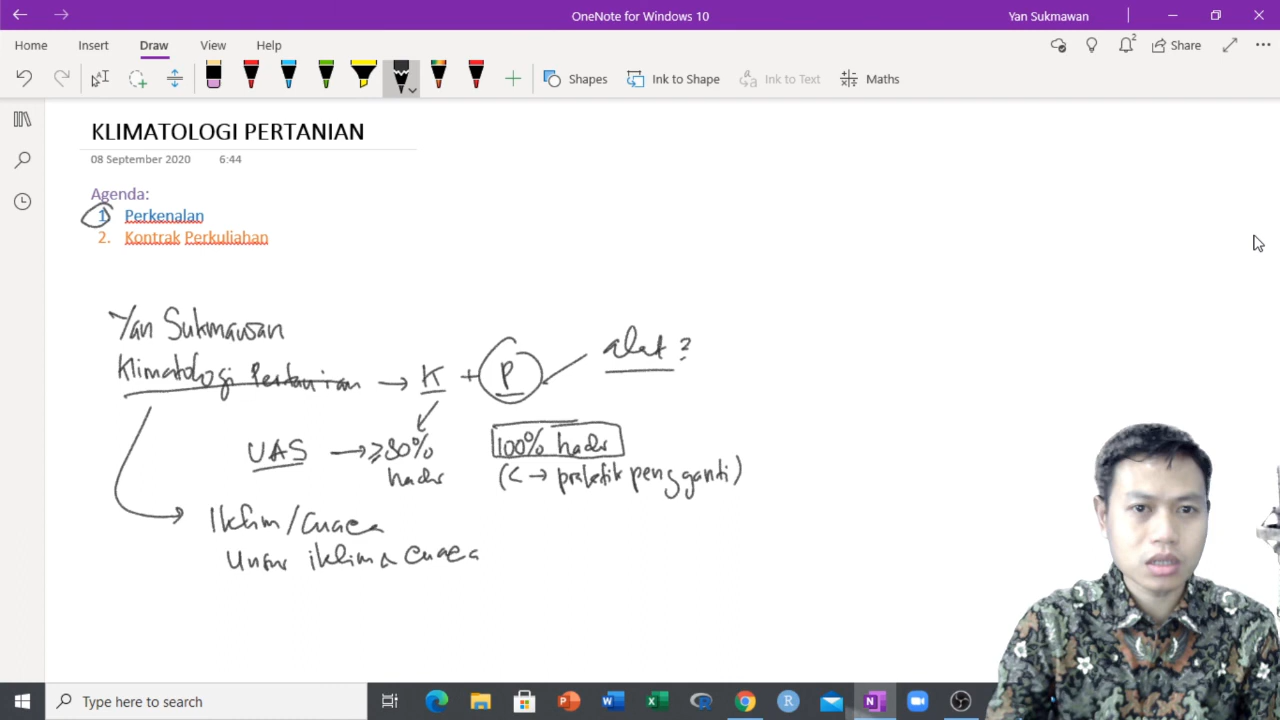 OneNote for Windows 10
Yan Sukmawan
Home Insert Draw View Help
2
Share
Shapes
Ink to Shape
Ink to Text
Maths
KLIMATOLOGI PERTANIAN
08 September 2020 6:44
Agenda:
1. Perkenalan
2. Kontrak Perkuliahan
Yan Sukmawan
alat?
Klimatologi Pertanian → K + P
UAS → ≥80% 100% hadir
hadir (< → praktik pengganti)
Iklim/Cuaca
Unsur iklim & cuaca
Type here to search